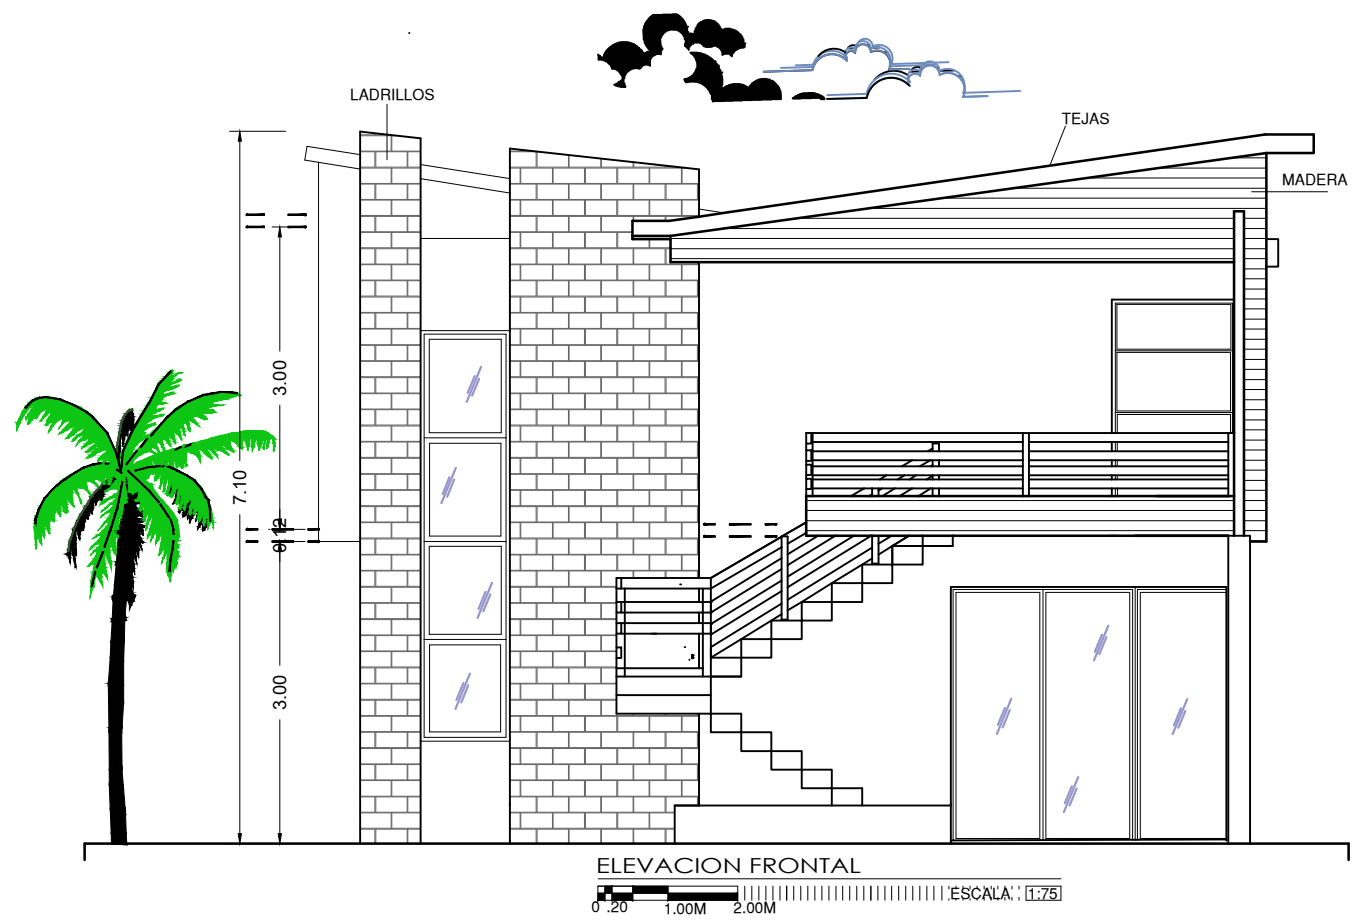 LADRILLOS
TEJAS
MADERA
3.00
7.10
0.12
3.00
ELEVACION FRONTAL
ESCALA 1:75
0 .20 1.00M 2.00M